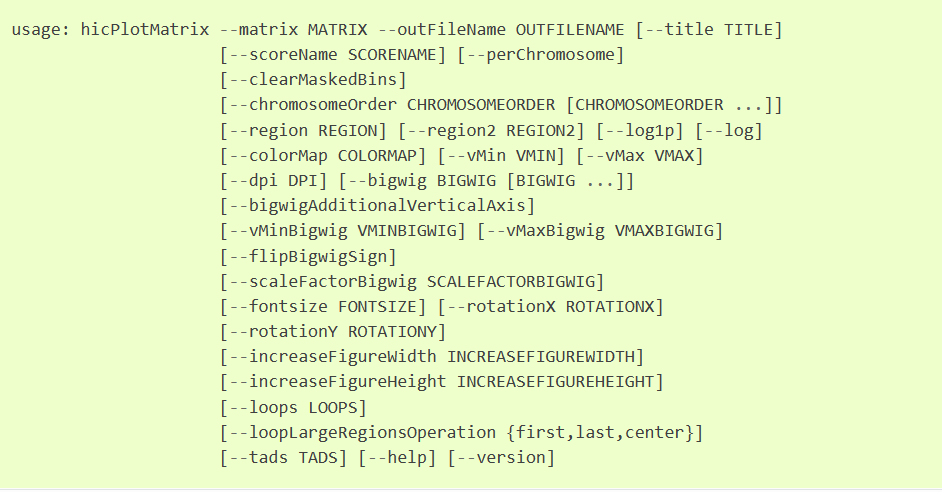 usage: hicPlotMatrix --matrix MATRIX --outFileName OUTFILENAME [--title TITLE]
[--scoreName SCORENAME] [--perChromosome]
[--clearMaskedBins]
[--chromosomeOrder CHROMOSOMEORDER [CHROMOSOMEORDER ...]]
[--region REGION] [--region2 REGION2] [--log1p] [--log]
[--colorMap COLORMAP] [--vMin VMIN] [--vMax VMAX]
[--dpi DPI] [--bigwig BIGWIG [BIGWIG ...]]
[--bigwigAdditionalVerticalAxis]
[--vMinBigwig VMINBIGWIG] [--vMaxBigwig VMAXBIGWIG]
[--flipBigwigSign]
[--scaleFactorBigwig SCALEFACTORBIGWIG]
[--fontsize FONTSIZE] [--rotationX ROTATIONX]
[--rotationY ROTATIONY]
[--increaseFigureWidth INCREASEFIGUREWIDTH]
[--increaseFigureHeight INCREASEFIGUREHEIGHT]
[--loops LOOPS]
[--loopLargeRegionsOperation {first,last,center}]
[--tads TADS] [--help] [--version]